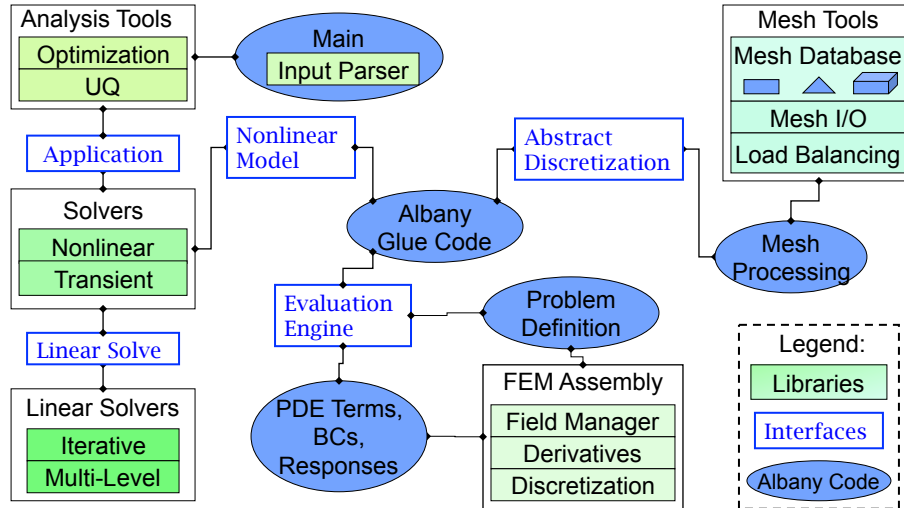 Analysis Tools
Optimization
UQ
Main
Input Parser
Mesh Tools
Mesh Database
Mesh I/O
Load Balancing
Application
Nonlinear
Model
Abstract
Discretization
Solvers
Nonlinear
Transient
Albany
Glue Code
Mesh
Processing
Evaluation
Engine
Problem
Definition
Linear Solve
Linear Solvers
Iterative
Multi-Level
PDE Terms,
BCs,
Responses
FEM Assembly
Field Manager
Derivatives
Discretization
Legend:
Libraries
Interfaces
Albany Code